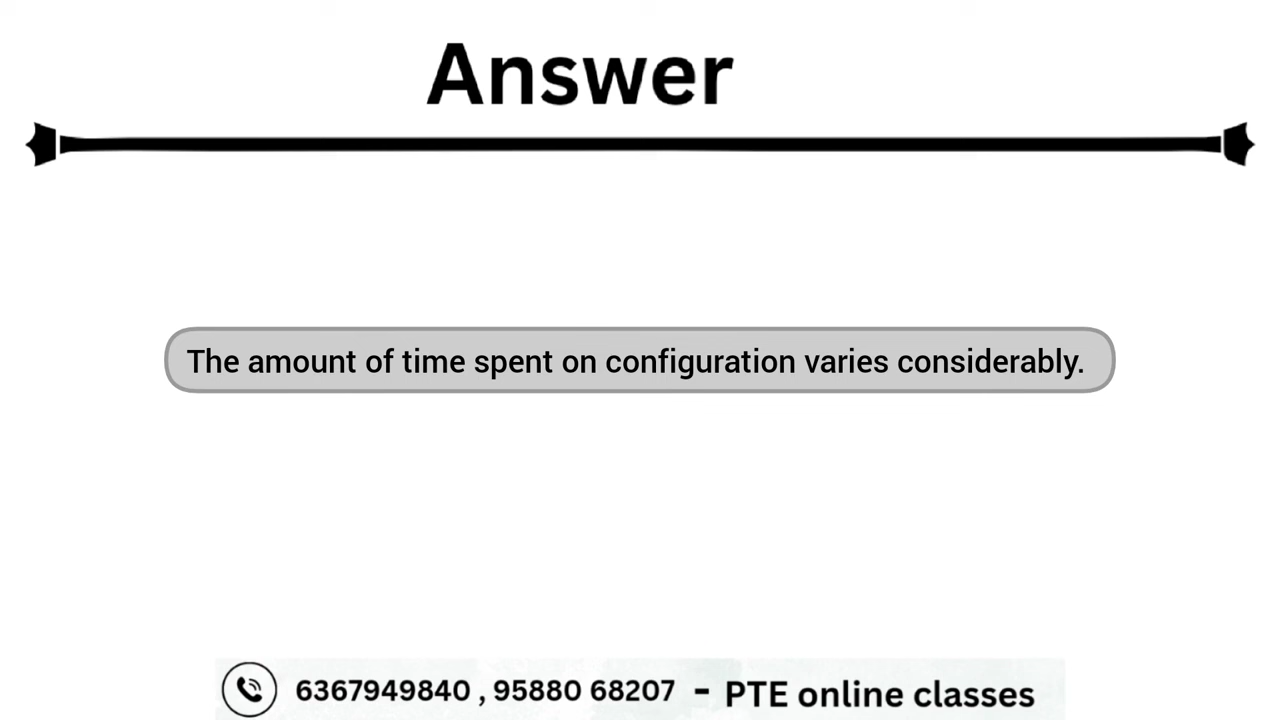 Answer
The amount of time spent on configuration varies considerably.
6367949840 , 95880 68207 - PTE online classes